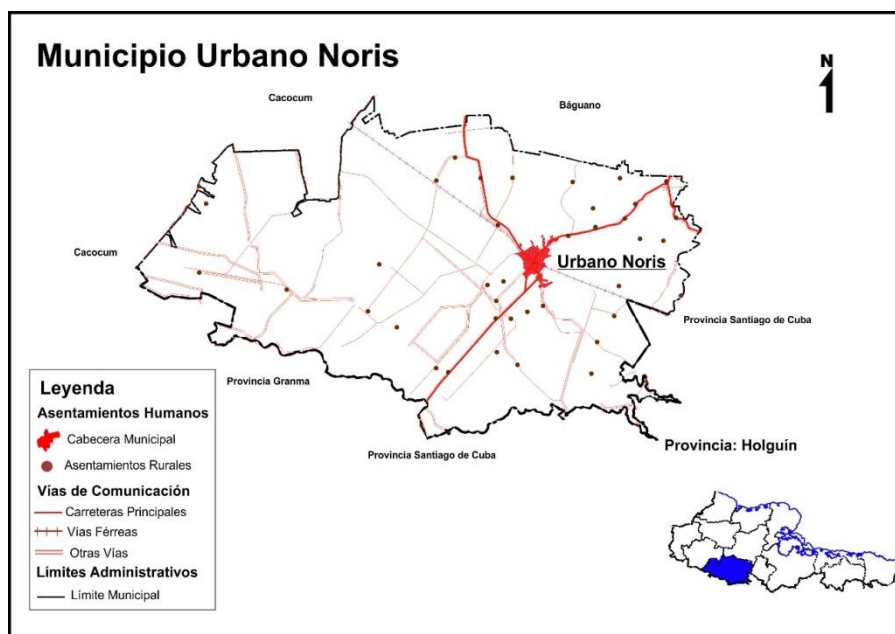 Municipio Urbano Noris
N
Cacocum
Báguano
Cacocum
Urbano Noris
Provincia Santiago de Cuba
Provincia Granma
Provincia Santiago de Cuba
Provincia: Holguín
Leyenda
Asentamientos Humanos
Cabecera Municipal
Asentamientos Rurales
Vías de Comunicación
Carreteras Principales
Vías Férreas
Otras Vías
Límites Administrativos
Límite Municipal